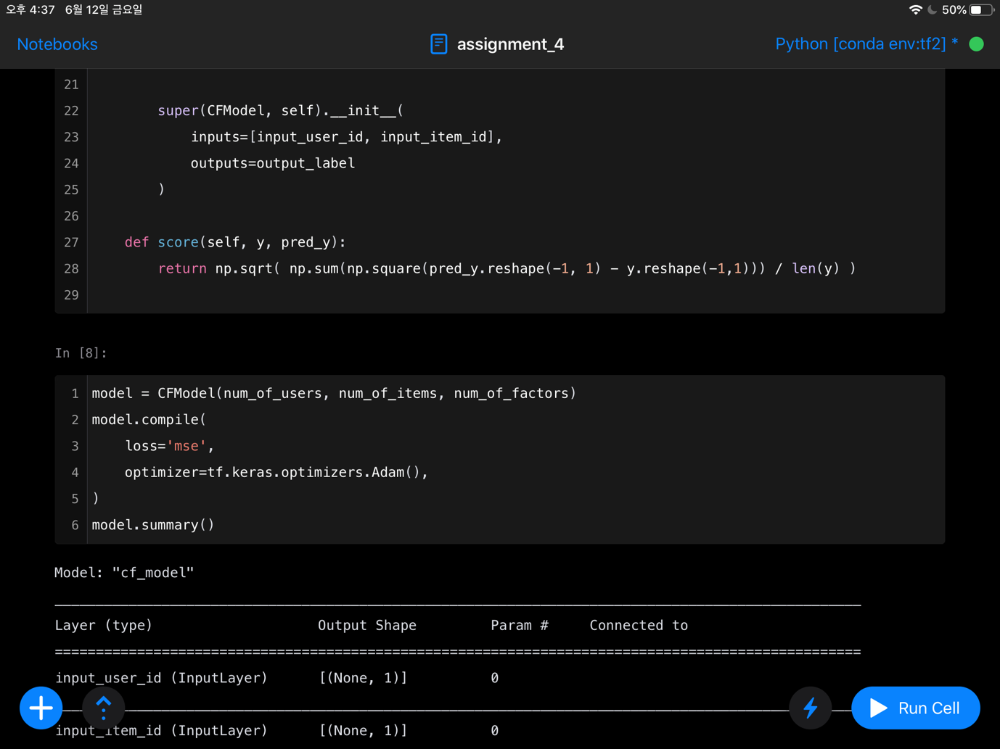 오후 4:37 6월 12일 금요일 50%
Notebooks assignment_4 Python [conda env:tf2] *
21
22 super(CFModel, self).__init__(
23 inputs=[input_user_id, input_item_id],
24 outputs=output_label
25 )
26
27 def score(self, y, pred_y):
28 return np.sqrt( np.sum(np.square(pred_y.reshape(-1, 1) - y.reshape(-1,1))) / len(y) )
29
In [8]:
1 model = CFModel(num_of_users, num_of_items, num_of_factors)
2 model.compile(
3 loss='mse',
4 optimizer=tf.keras.optimizers.Adam(),
5 )
6 model.summary()
Model: "cf_model"
Layer (type) Output Shape Param # Connected to
input_user_id (InputLayer) [(None, 1)] 0
Run Cell
input_item_id (InputLayer) [(None, 1)] 0